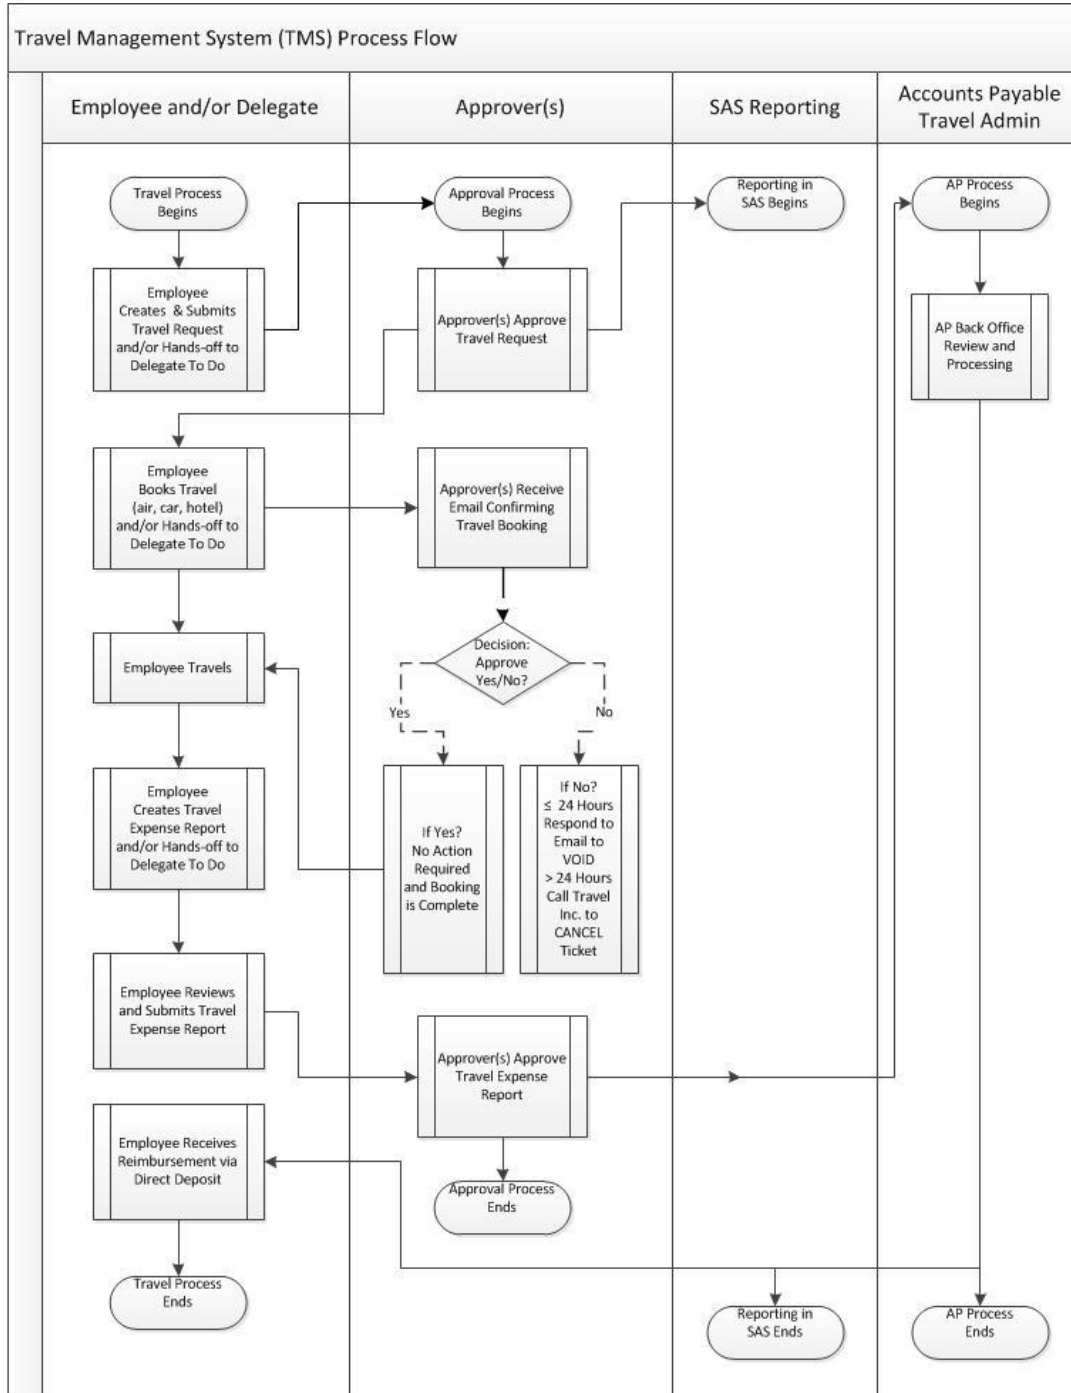 Travel Management System (TMS) Process Flow
Employee and/or Delegate
Approver(s)
SAS Reporting
Accounts Payable
Travel Admin
Travel Process
Begins
Approval Process
Begins
Reporting in
SAS Begins
AP Process
Begins
Employee
Creates & Submits
Travel Request
and/or Hands-off to
Delegate To Do
Approver(s) Approve
Travel Request
AP Back Office
Review and
Processing
Employee
Books Travel
(air, car, hotel)
and/or Hands-off to
Delegate To Do
Approver(s) Receive
Email Confirming
Travel Booking
Employee Travels
Decision:
Approve
Yes/No?
Yes
No
Employee
Creates Travel
Expense Report
and/or Hands-off to
Delegate To Do
If Yes?
No Action
Required
and Booking
is Complete
If No?
≤ 24 Hours
Respond to
Email to
VOID
> 24 Hours
Call Travel
Inc. to
CANCEL
Ticket
Employee Reviews
and Submits Travel
Expense Report
Approver(s) Approve
Travel Expense
Report
Employee Receives
Reimbursement via
Direct Deposit
Approval Process
Ends
Travel Process
Ends
Reporting in
SAS Ends
AP Process
Ends